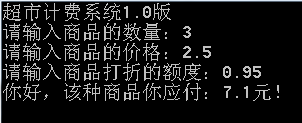 超市计费系统1.0版
请输入商品的数量：3
请输入商品的价格：2.5
请输入商品打折的额度：0.95
你好，该种商品你应付：7.1元！